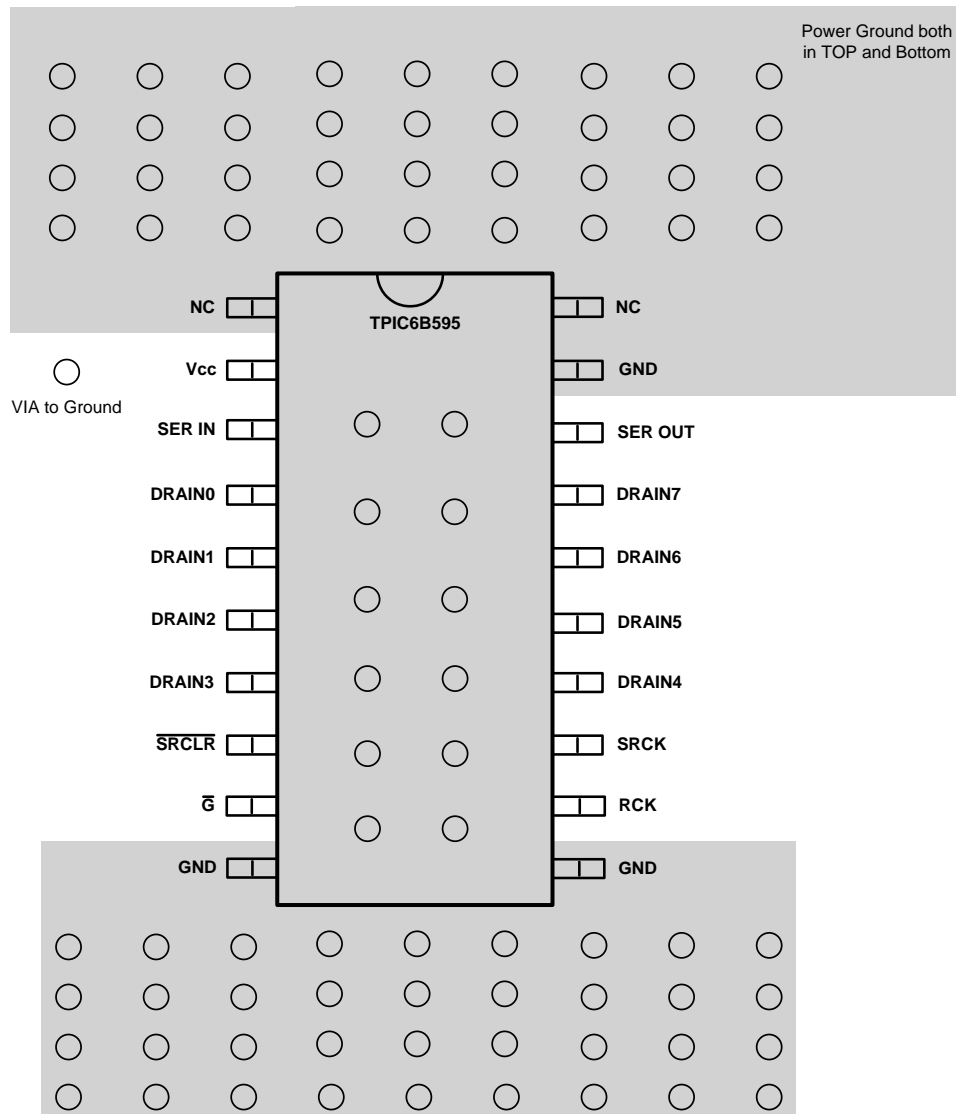 Power Ground both
in TOP and Bottom
TPIC6B595
NC
NC
Vcc
GND
VIA to Ground
SER IN
SER OUT
DRAIN0
DRAIN7
DRAIN1
DRAIN6
DRAIN2
DRAIN5
DRAIN3
DRAIN4
S̅R̅C̅L̅R̅
SRCK
G̅
RCK
GND
GND